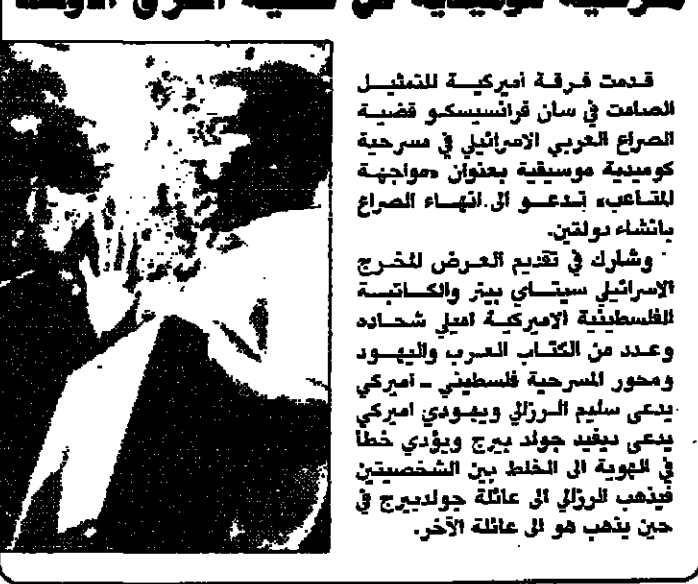 قدمت فرقة اميركية للتمثيل
الصامت في سان فرانسيسكو قضية
الصراع العربي الاسرائيلي في مسرحية
كوميدية موسيقية بعنوان «مواجهة
المتاعب» تدعو الى انهاء الصراع
بانشاء دولتين.
وشارك في تقديم العرض المخرج
الاسرائيلي سيتاي بيتر والكاتبة
الفلسطينية الاميركية اميلي شحاده
وعدد من الكتاب العرب واليهود
ومحور المسرحية فلسطيني - اميركي
يدعى سليم الرزالي ويهودي اميركي
يدعى ديفيد جولد بيرج ويؤدي خطأ
في الهوية الى الخلط بين الشخصيتين
فيذهب الرزالي الى عائلة جولدبيرج في
حين يذهب هو الى عائلة الآخر.